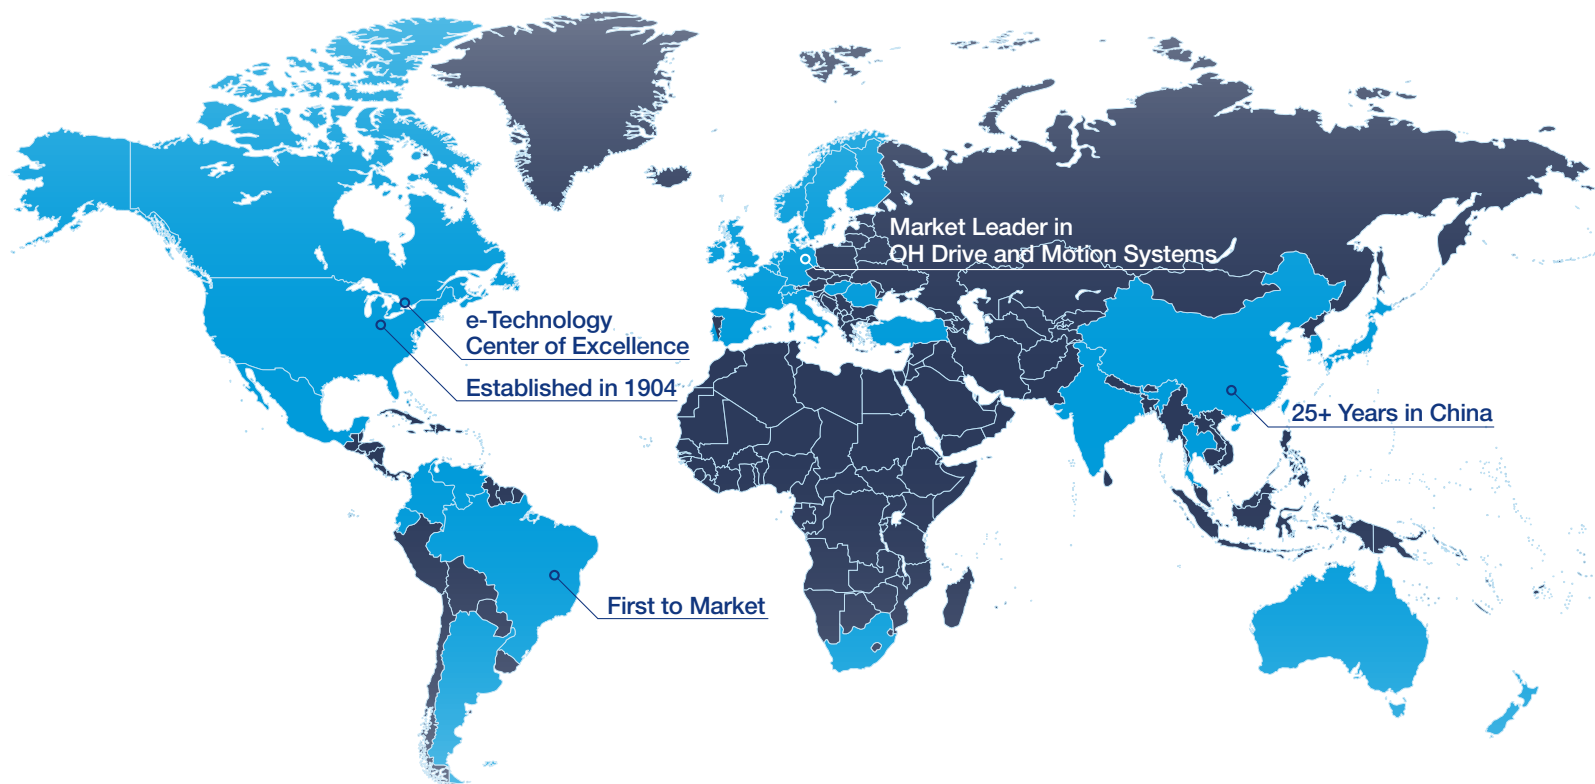 Market Leader in
OH Drive and Motion Systems
e-Technology
Center of Excellence
Established in 1904
25+ Years in China
First to Market